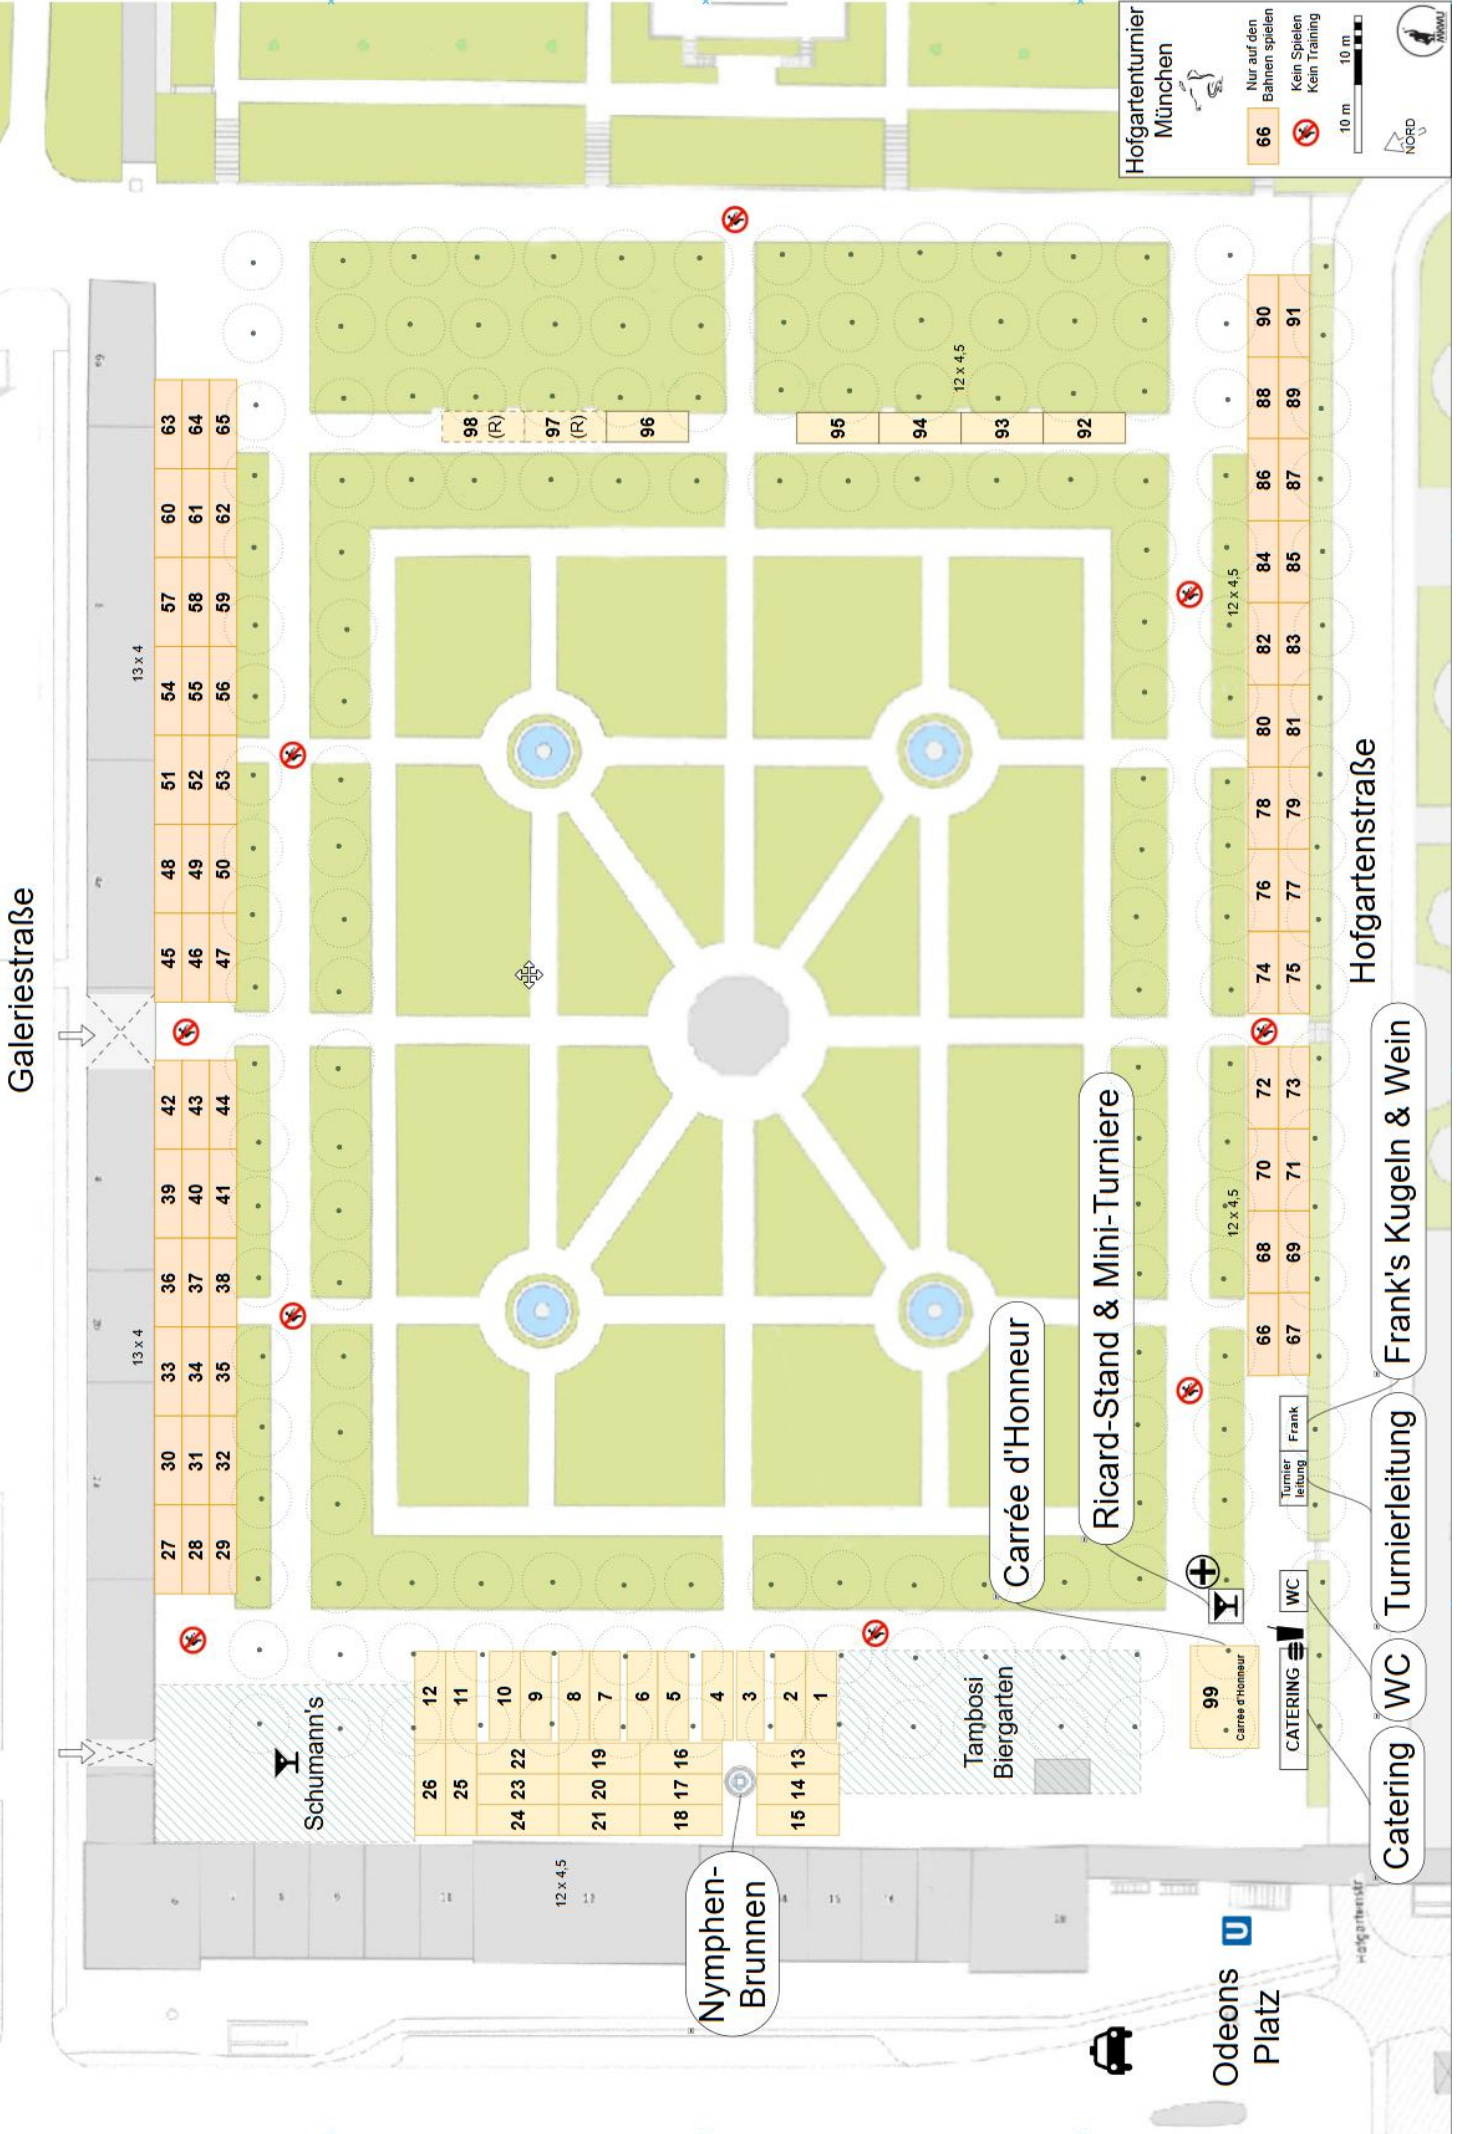 Galeriestraße
Hofgartenturnier
München
66
Nur auf den
Bahnen spielen
Kein Spielen
Kein Training
10 m
10 m
NORD
MKWU
13 x 4
13 x 4
27 30 33 36 39 42 45 48 51 54 57 60 63
28 31 34 37 40 43 46 49 52 55 58 61 64
29 32 35 38 41 44 47 50 53 56 59 62 65
98
(R)
97
(R)
96
95
94
93
92
12 x 4,5
Schumann's
26 12
25 11
24 23 22
10
9
21 20 19
8
7
18 17 16
6
5
4
3
15 14 13
2
1
12 x 4,5
Nymphen-
Brunnen
Tambosi
Biergarten
Carrée d'Honneur
Ricard-Stand & Mini-Turniere
99
Carrée d'Honneur
12 x 4,5
12 x 4,5
66 68 70 72 74 76 78 80 82 84 86 88 90
67 69 71 73 75 77 79 81 83 85 87 89 91
CATERING
WC
Turnier
leitung
Frank
Hofgartenstraße
Catering
WC
Turnierleitung
Frank's Kugeln & Wein
Hofgartenstr
U
Odeons
Platz